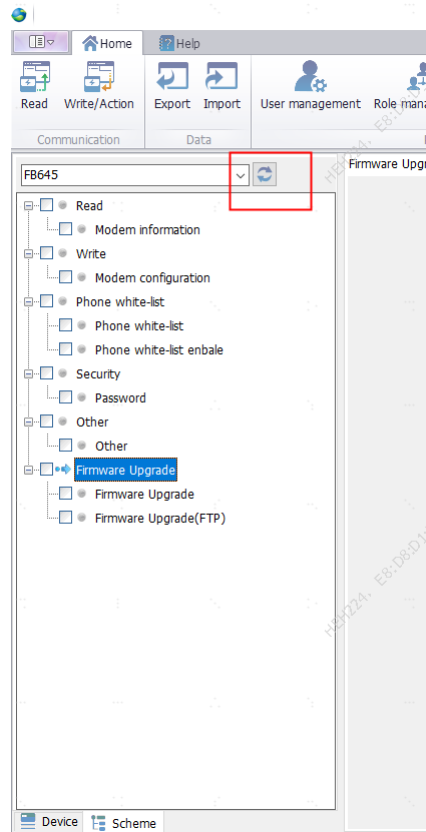 Home Help
Read Write/Action Export Import User management Role mana
Communication Data
FB645
Firmware Upgr
Read
Modem information
Write
Modem configuration
Phone white-list
Phone white-list
Phone white-list enbale
Security
Password
Other
Other
Firmware Upgrade
Firmware Upgrade
Firmware Upgrade(FTP)
Device Scheme